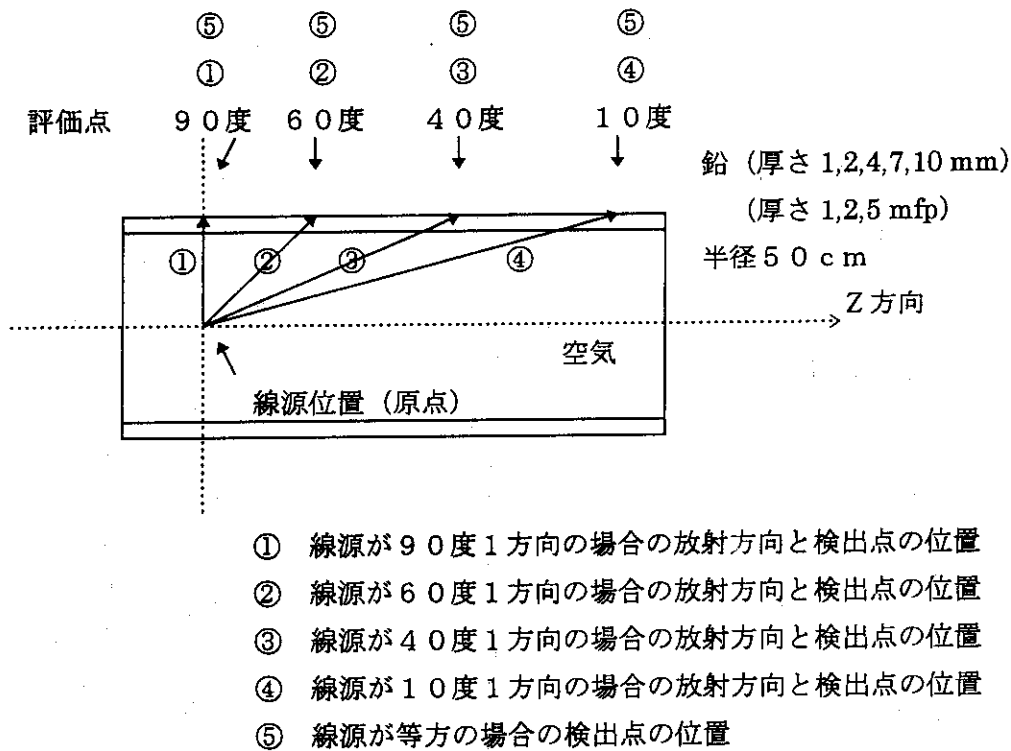 ⑤ ⑤ ⑤ ⑤
① ② ③ ④
評価点 90度 60度 40度 10度
鉛 (厚さ 1,2,4,7,10 mm)
(厚さ 1,2,5 mfp)
半径50cm
① ② ③ ④
Z 方向
空気
線源位置 (原点)
① 線源が90度1方向の場合の放射方向と検出点の位置
② 線源が60度1方向の場合の放射方向と検出点の位置
③ 線源が40度1方向の場合の放射方向と検出点の位置
④ 線源が10度1方向の場合の放射方向と検出点の位置
⑤ 線源が等方の場合の検出点の位置